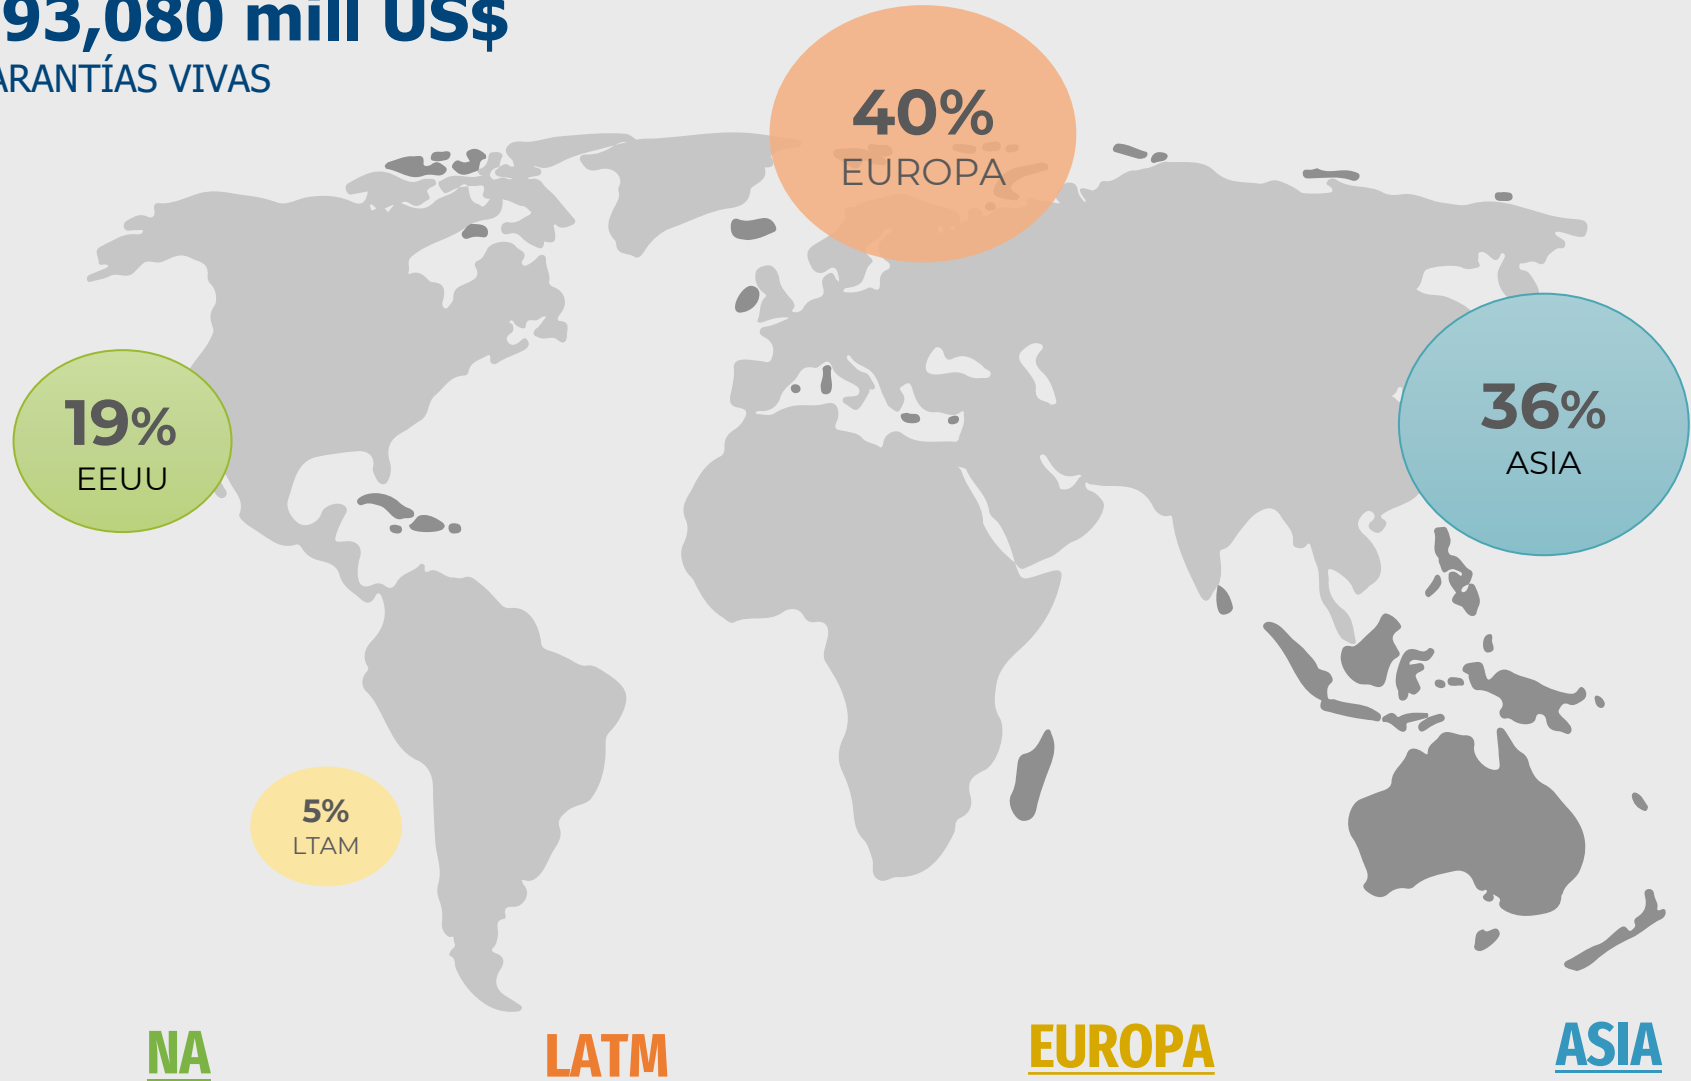 93,080 mill US$
ARANTÍAS VIVAS
40%
EUROPA
19%
EEUU
36%
ASIA
5%
LTAM
NA
LATM
EUROPA
ASIA